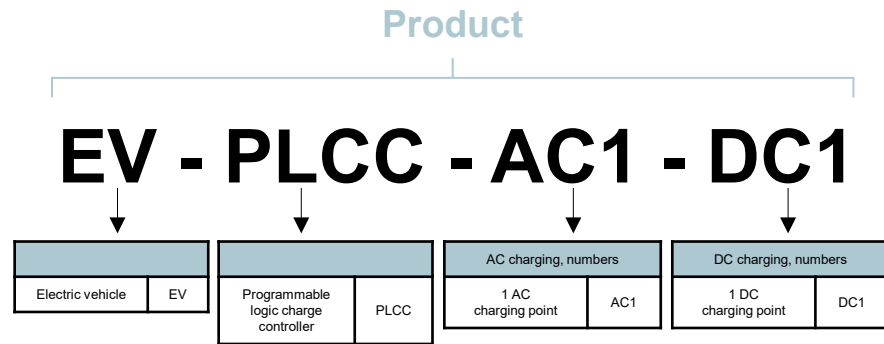 Product
EV - PLCC - AC1 - DC1
AC charging, numbers
DC charging, numbers
Electric vehicle EV
Programmable
logic charge
controller
PLCC
1 AC
charging point
AC1
1 DC
charging point
DC1